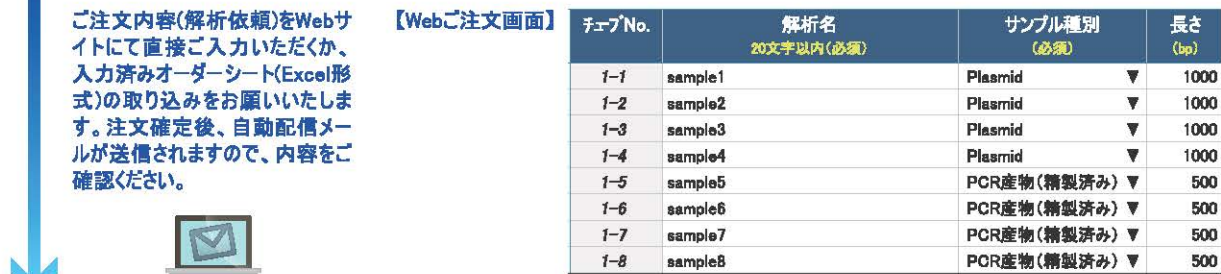 ご注文内容(解析依頼)をWebサ
イトにて直接ご入力いただくか、
入力済みオーダーシート(Excel形
式)の取り込みをお願いいたしま
す。注文確定後、自動配信メー
ルが送信されますので、内容をご
確認ください。
【Webご注文画面】
チューブNo. 解析名 サンプル種別 長さ
20文字以内(必須) (必須) (bp)
1-1 sample1 Plasmid ▼ 1000
1-2 sample2 Plasmid ▼ 1000
1-3 sample3 Plasmid ▼ 1000
1-4 sample4 Plasmid ▼ 1000
1-5 sample5 PCR産物(精製済み) ▼ 500
1-6 sample6 PCR産物(精製済み) ▼ 500
1-7 sample7 PCR産物(精製済み) ▼ 500
1-8 sample8 PCR産物(精製済み) ▼ 500